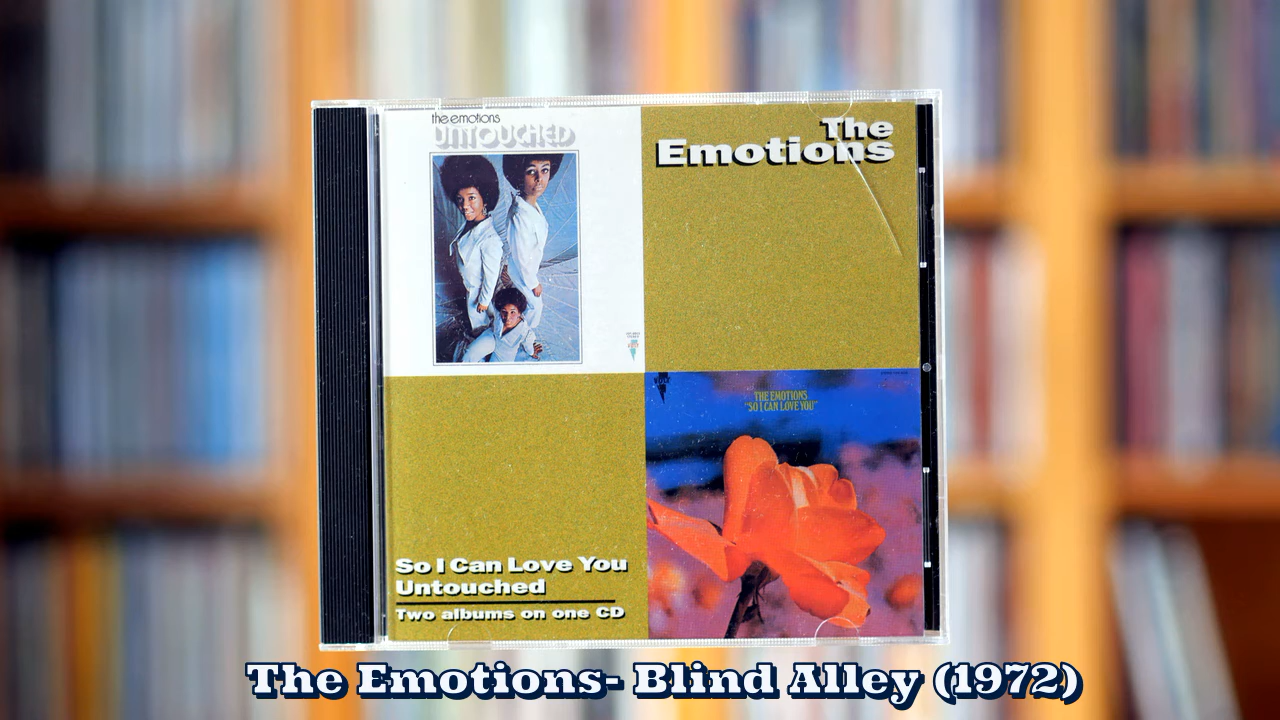 the emotions
UNTOUCHED
The
Emotions
THE EMOTIONS
"SO I CAN LOVE YOU"
So I Can Love You
Untouched
Two albums on one CD
The Emotions- Blind Alley (1972)